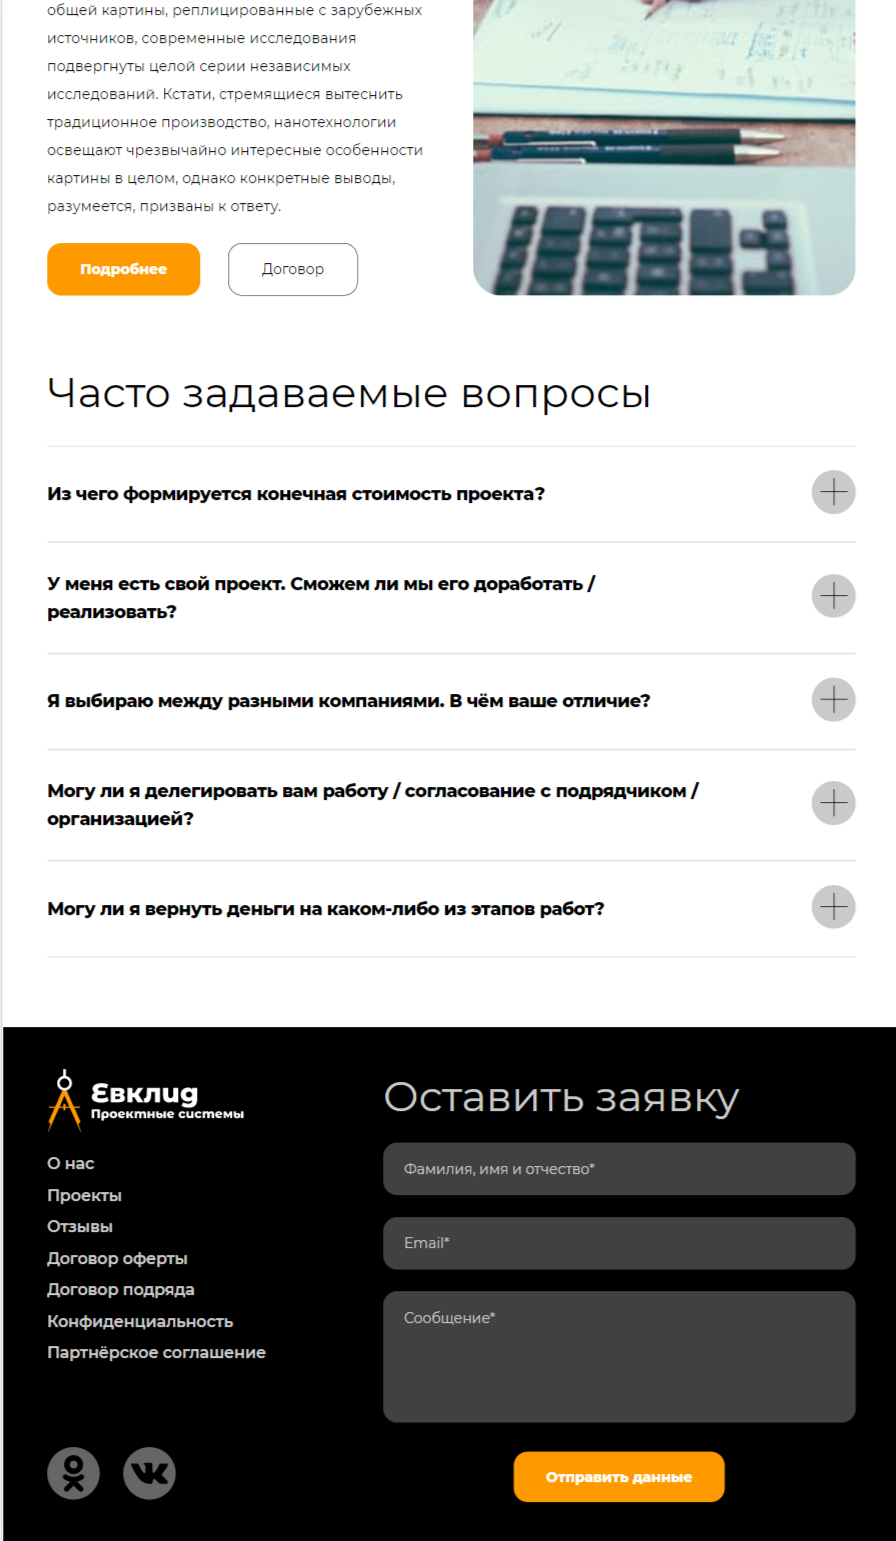 общей картины, реплицированные с зарубежных
источников, современные исследования
подвергнуты целой серии независимых
исследований. Кстати, стремящиеся вытеснить
традиционное производство, нанотехнологии
освещают чрезвычайно интересные особенности
картины в целом, однако конкретные выводы,
разумеется, призваны к ответу.
Подробнее
Договор
Часто задаваемые вопросы
Из чего формируется конечная стоимость проекта?
У меня есть свой проект. Сможем ли мы его доработать /
реализовать?
Я выбираю между разными компаниями. В чём ваше отличие?
Могу ли я делегировать вам работу / согласование с подрядчиком /
организацией?
Могу ли я вернуть деньги на каком-либо из этапов работ?
Евклид
Проектные системы
О нас
Проекты
Отзывы
Договор оферты
Договор подряда
Конфиденциальность
Партнёрское соглашение
Оставить заявку
Фамилия, имя и отчество*
Email*
Сообщение*
Отправить данные